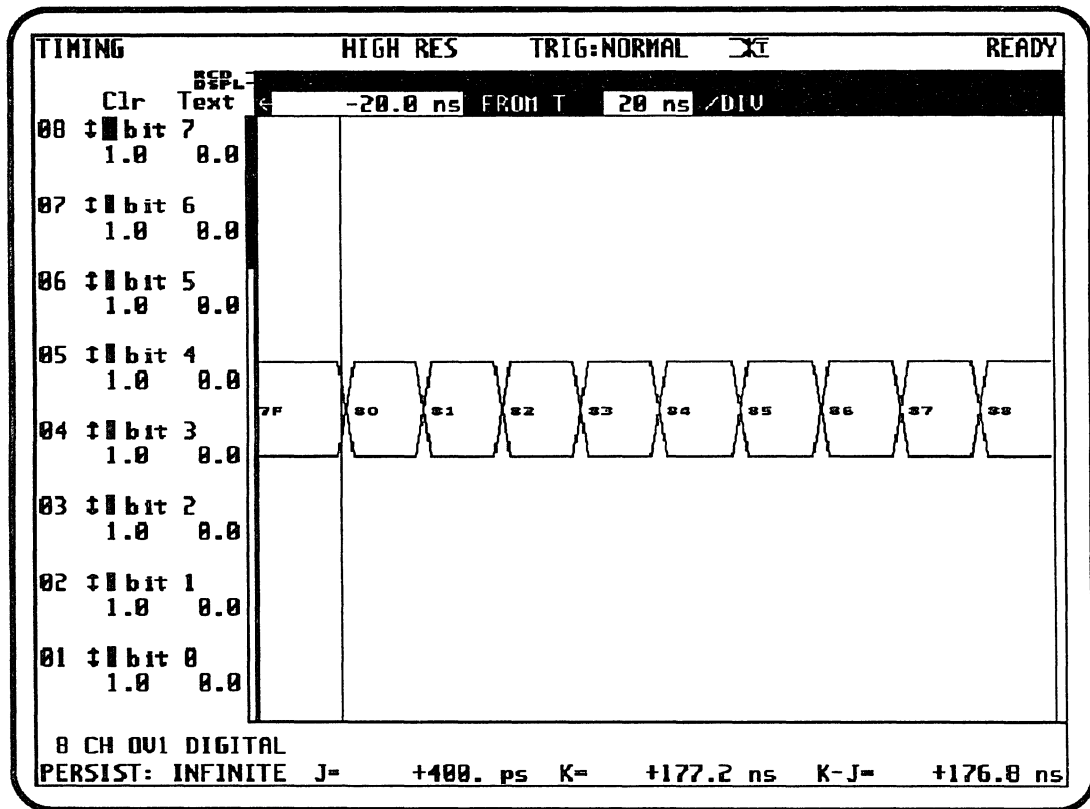 TIMING HIGH RES TRIG:NORMAL XT READY
RCD
DSPL
Clr Text
-20.0 ns FROM T 20 ns /DIV
08 ↕ bit 7
1.0 0.0
07 ↕ bit 6
1.0 0.0
06 ↕ bit 5
1.0 0.0
05 ↕ bit 4
1.0 0.0
04 ↕ bit 3
1.0 0.0
03 ↕ bit 2
1.0 0.0
02 ↕ bit 1
1.0 0.0
01 ↕ bit 0
1.0 0.0
7F 80 81 82 83 84 85 86 87 88
8 CH OV1 DIGITAL
PERSIST: INFINITE J= +400. ps K= +177.2 ns K-J= +176.8 ns